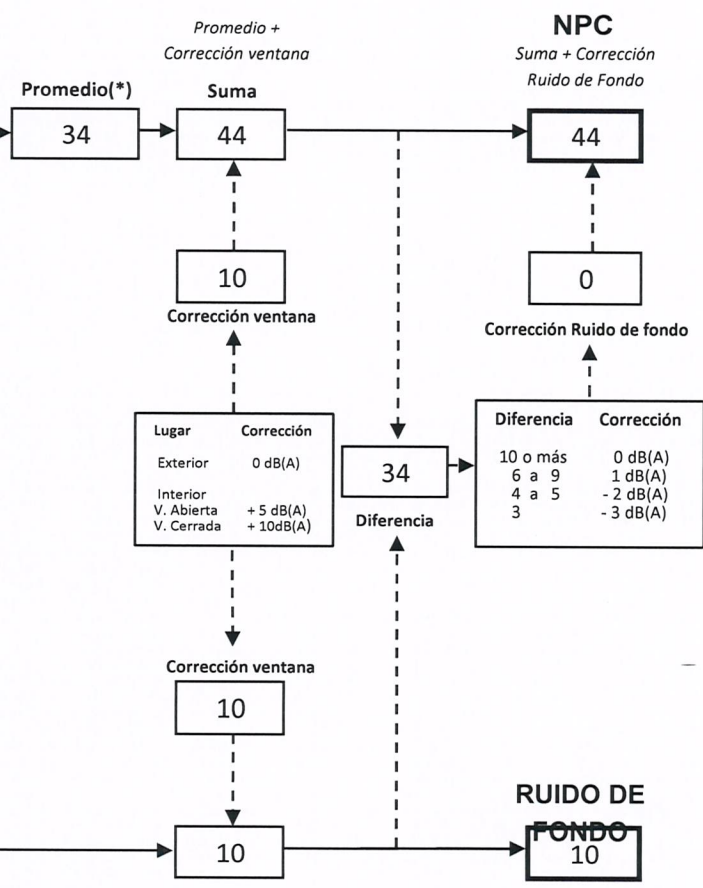 Promedio +
Corrección ventana
NPC
Suma + Corrección
Ruido de Fondo
Promedio(*)
Suma
34
44
44
10
Corrección ventana
0
Corrección Ruido de fondo
Lugar Corrección
Exterior 0 dB(A)
Interior
V. Abierta + 5 dB(A)
V. Cerrada + 10dB(A)
34
Diferencia
Diferencia Corrección
10 o más 0 dB(A)
6 a 9 1 dB(A)
4 a 5 - 2 dB(A)
3 - 3 dB(A)
Corrección ventana
10
10
RUIDO DE
FONDO
10